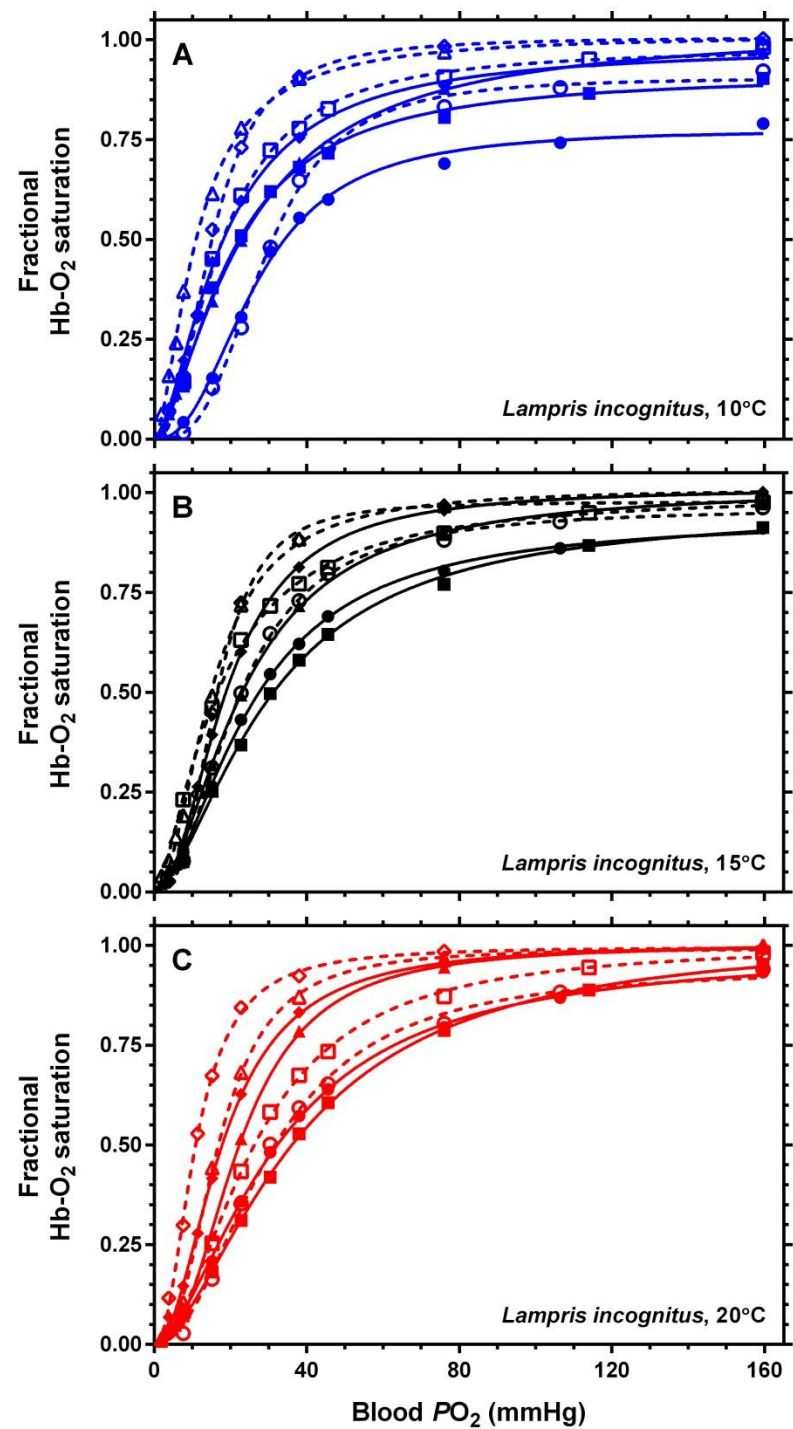 A
1.00
0.75
0.50
0.25
0.00
Fractional
Hb-O2 saturation
Lampris incognitus, 10°C
B
1.00
0.75
0.50
0.25
0.00
Fractional
Hb-O2 saturation
Lampris incognitus, 15°C
C
1.00
0.75
0.50
0.25
0.00
Fractional
Hb-O2 saturation
Lampris incognitus, 20°C
0 40 80 120 160
Blood PO2 (mmHg)